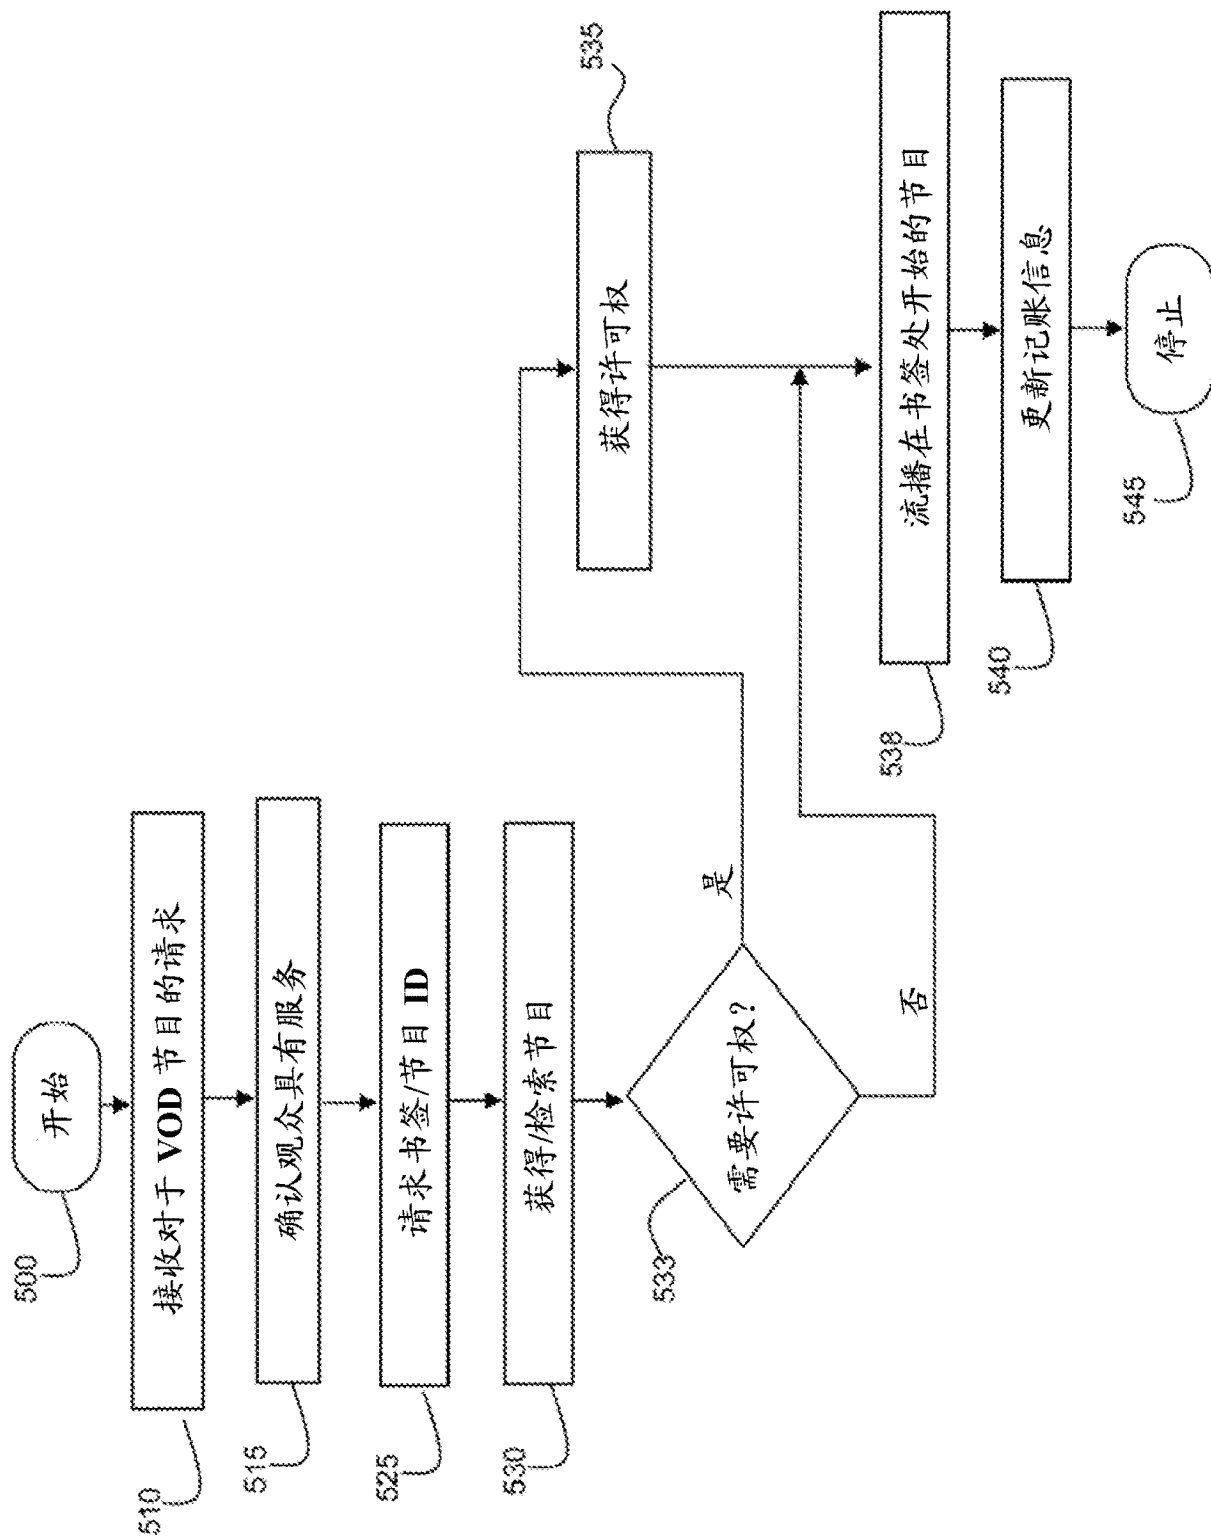 开始
500
接收对于 VOD 节目的请求
510
确认观众具有服务
515
请求书签/节目 ID
525
获得/检索节目
530
需要许可权?
533
是
否
获得许可权
535
流播在书签处开始的节目
538
更新记账信息
540
停止
545